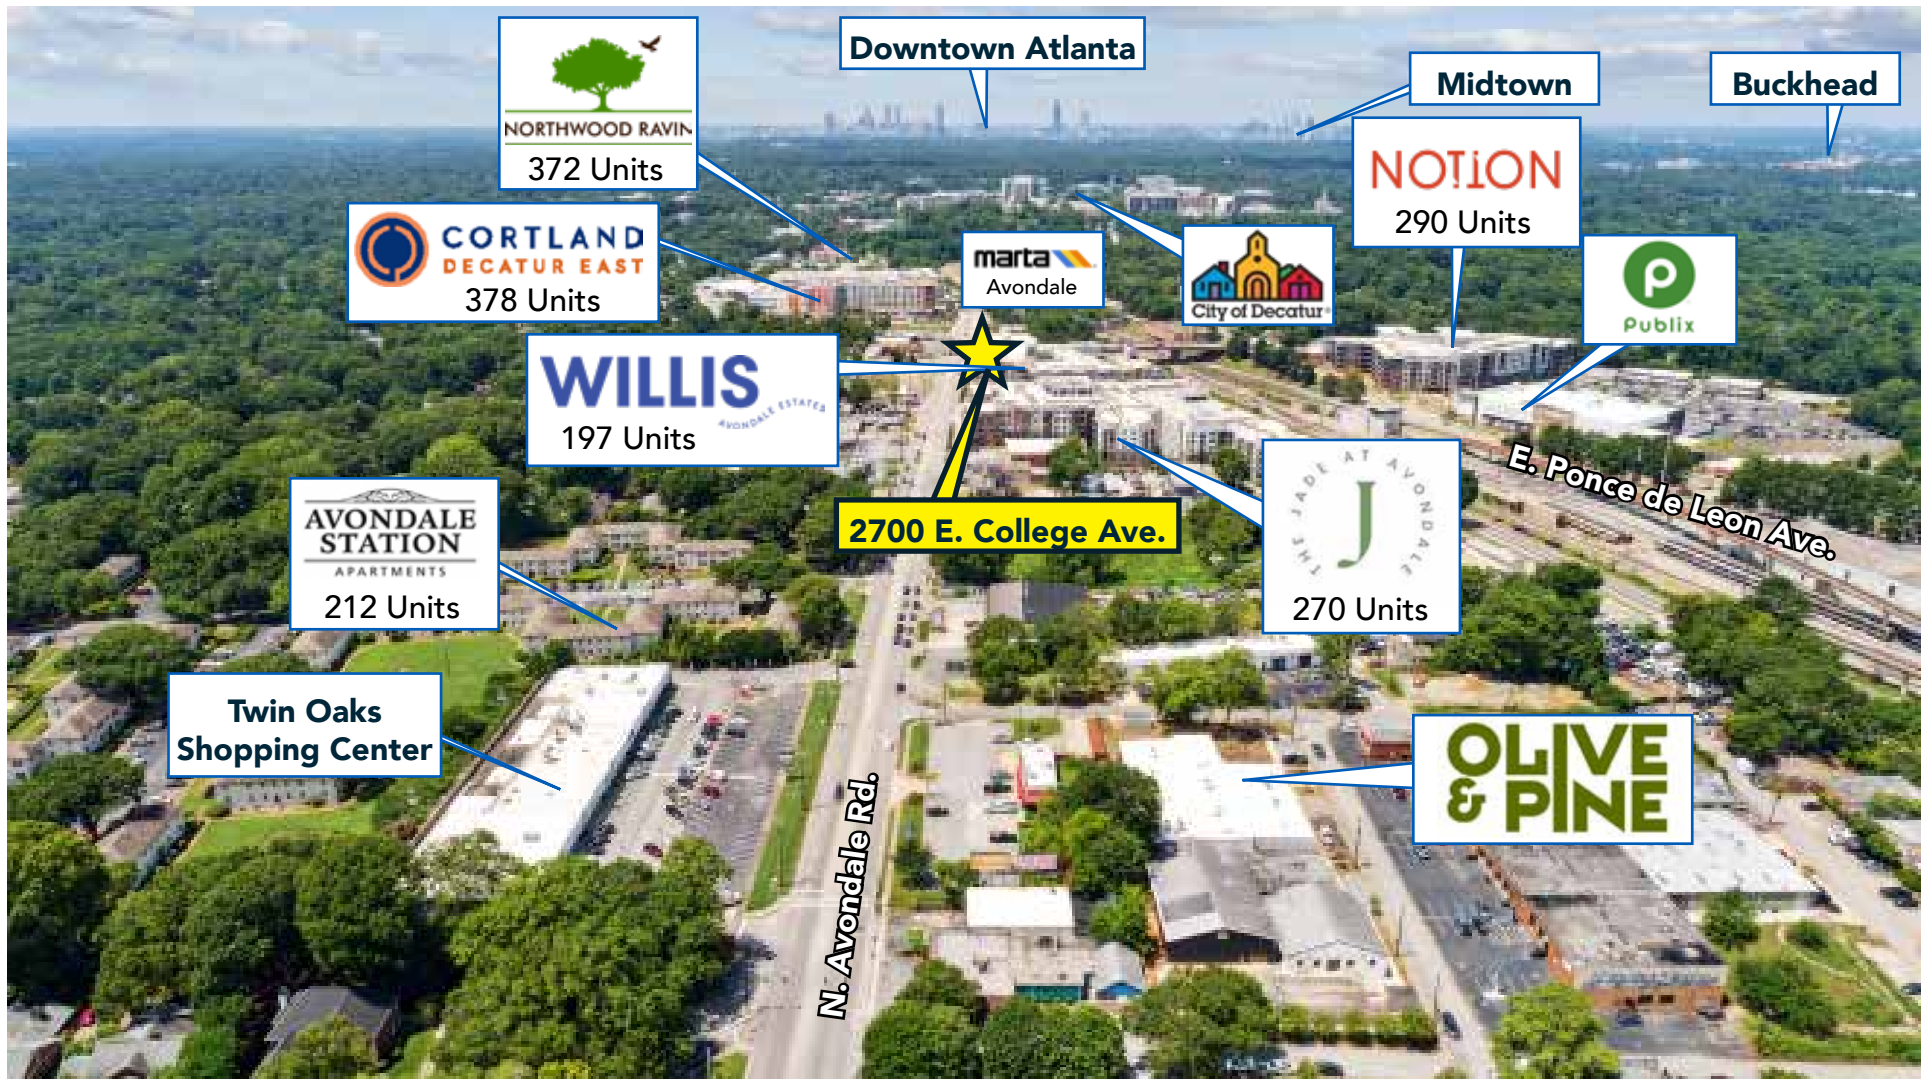 Downtown Atlanta
Midtown
Buckhead
NORTHWOOD RAVIN
372 Units
NOTION
290 Units
CORTLAND
DECATUR EAST
378 Units
marta
Avondale
City of Decatur
Publix
WILLIS
AVONDALE ESTATES
197 Units
E. Ponce de Leon Ave.
AVONDALE
STATION
APARTMENTS
212 Units
2700 E. College Ave.
THE JADE AT AVONDALE
J
270 Units
Twin Oaks
Shopping Center
N. Avondale Rd.
OLIVE
& PINE